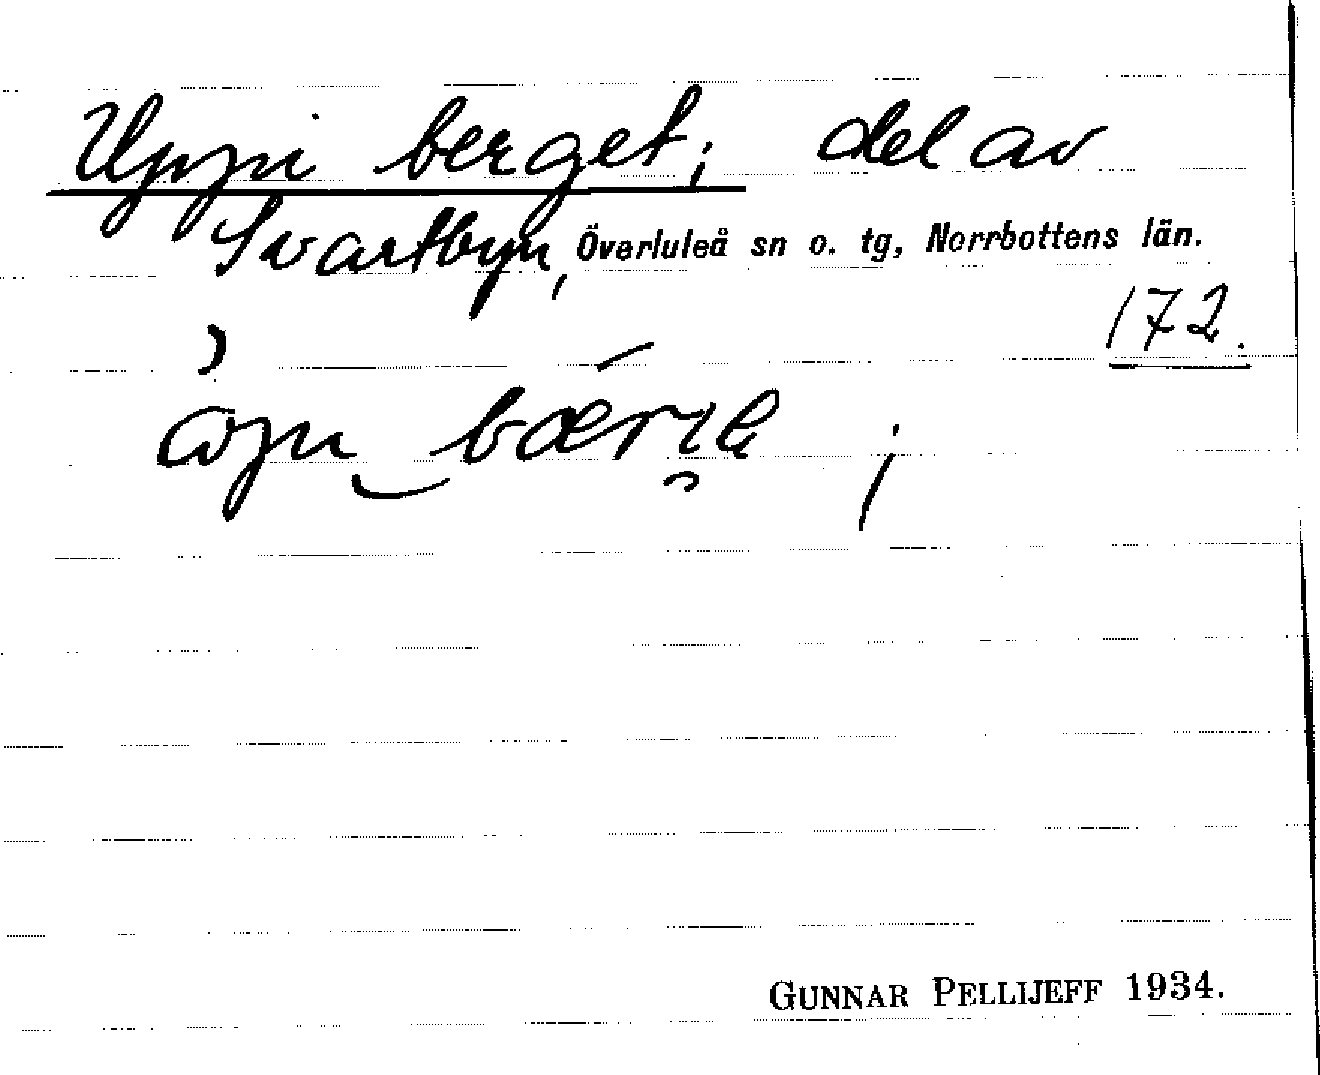 Uppi berget; del av
Svartbyn, Överluleå sn o. tg, Norrbottens län.
172.
GUNNAR PELLIJEFF 1934.